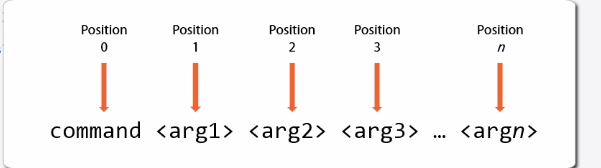 Position Position Position Position Position
0 1 2 3 n
command <arg1> <arg2> <arg3> … <argn>